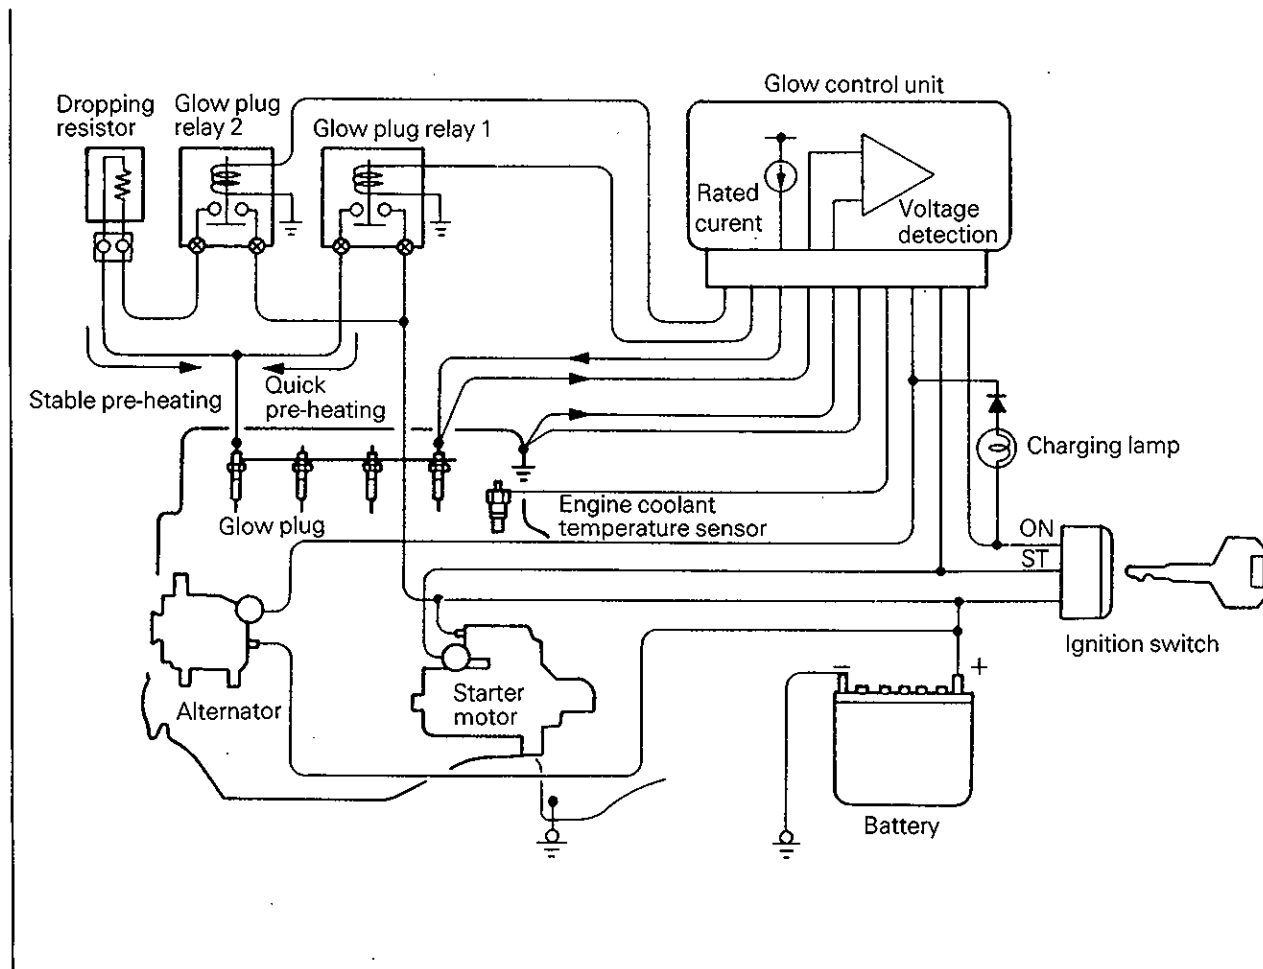 Glow control unit
Dropping
resistor
Glow plug
relay 2
Glow plug relay 1
Rated
curent
Voltage
detection
Stable pre-heating
Quick
pre-heating
Charging lamp
Glow plug
Engine coolant
temperature sensor
ON
ST
Ignition switch
Alternator
Starter
motor
− +
Battery